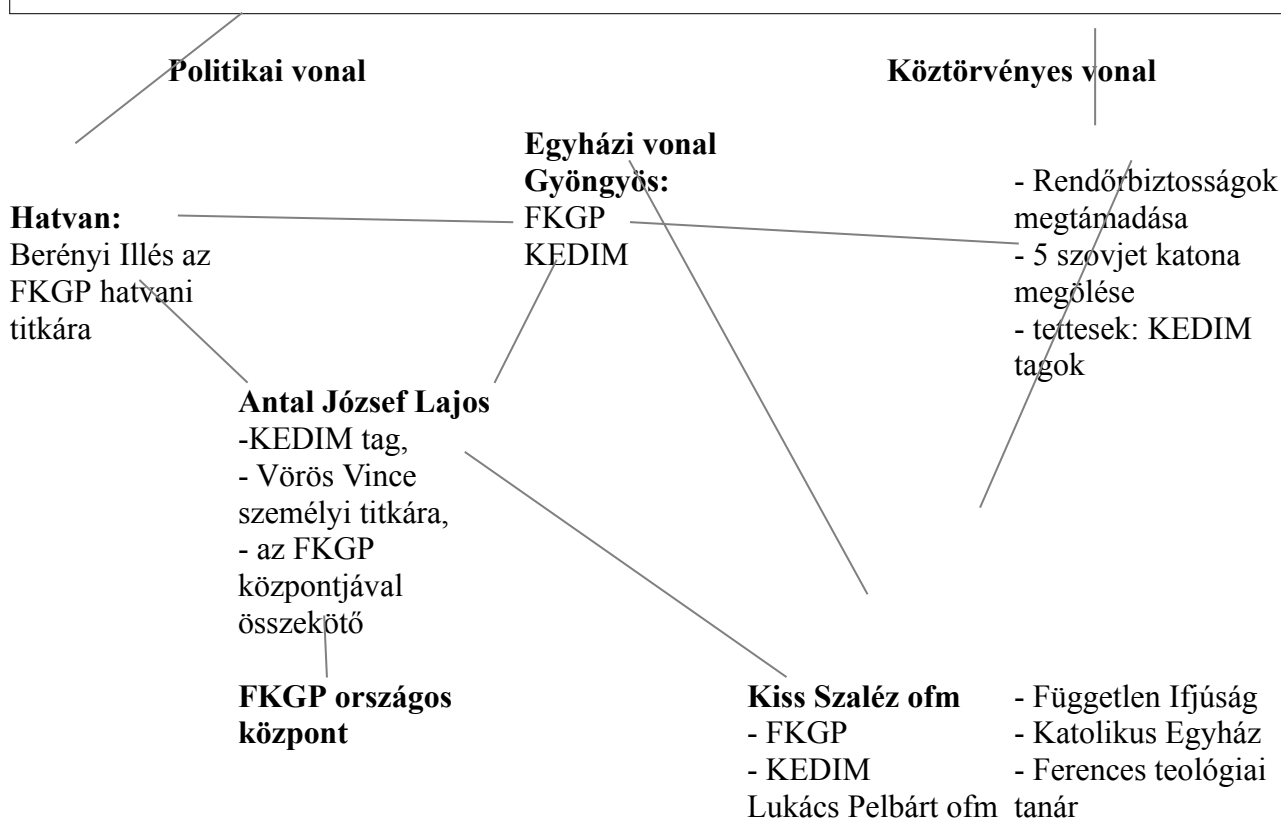 Politikai vonal
Köztörvényes vonal
Egyházi vonal
Gyöngyös:
FKGP
KEDIM
- Rendőrbiztosságok
megtámadása
- 5 szovjet katona
megölése
- tettesek: KEDIM
tagok
Hatvan:
Berényi Illés az
FKGP hatvani
titkára
Antal József Lajos
-KEDIM tag,
- Vörös Vince
személyi titkára,
- az FKGP
központjával
összekötő
FKGP országos
központ
Kiss Szaléz ofm
- FKGP
- KEDIM
Lukács Pelbárt ofm
- Független Ifjúság
- Katolikus Egyház
- Ferences teológiai
tanár